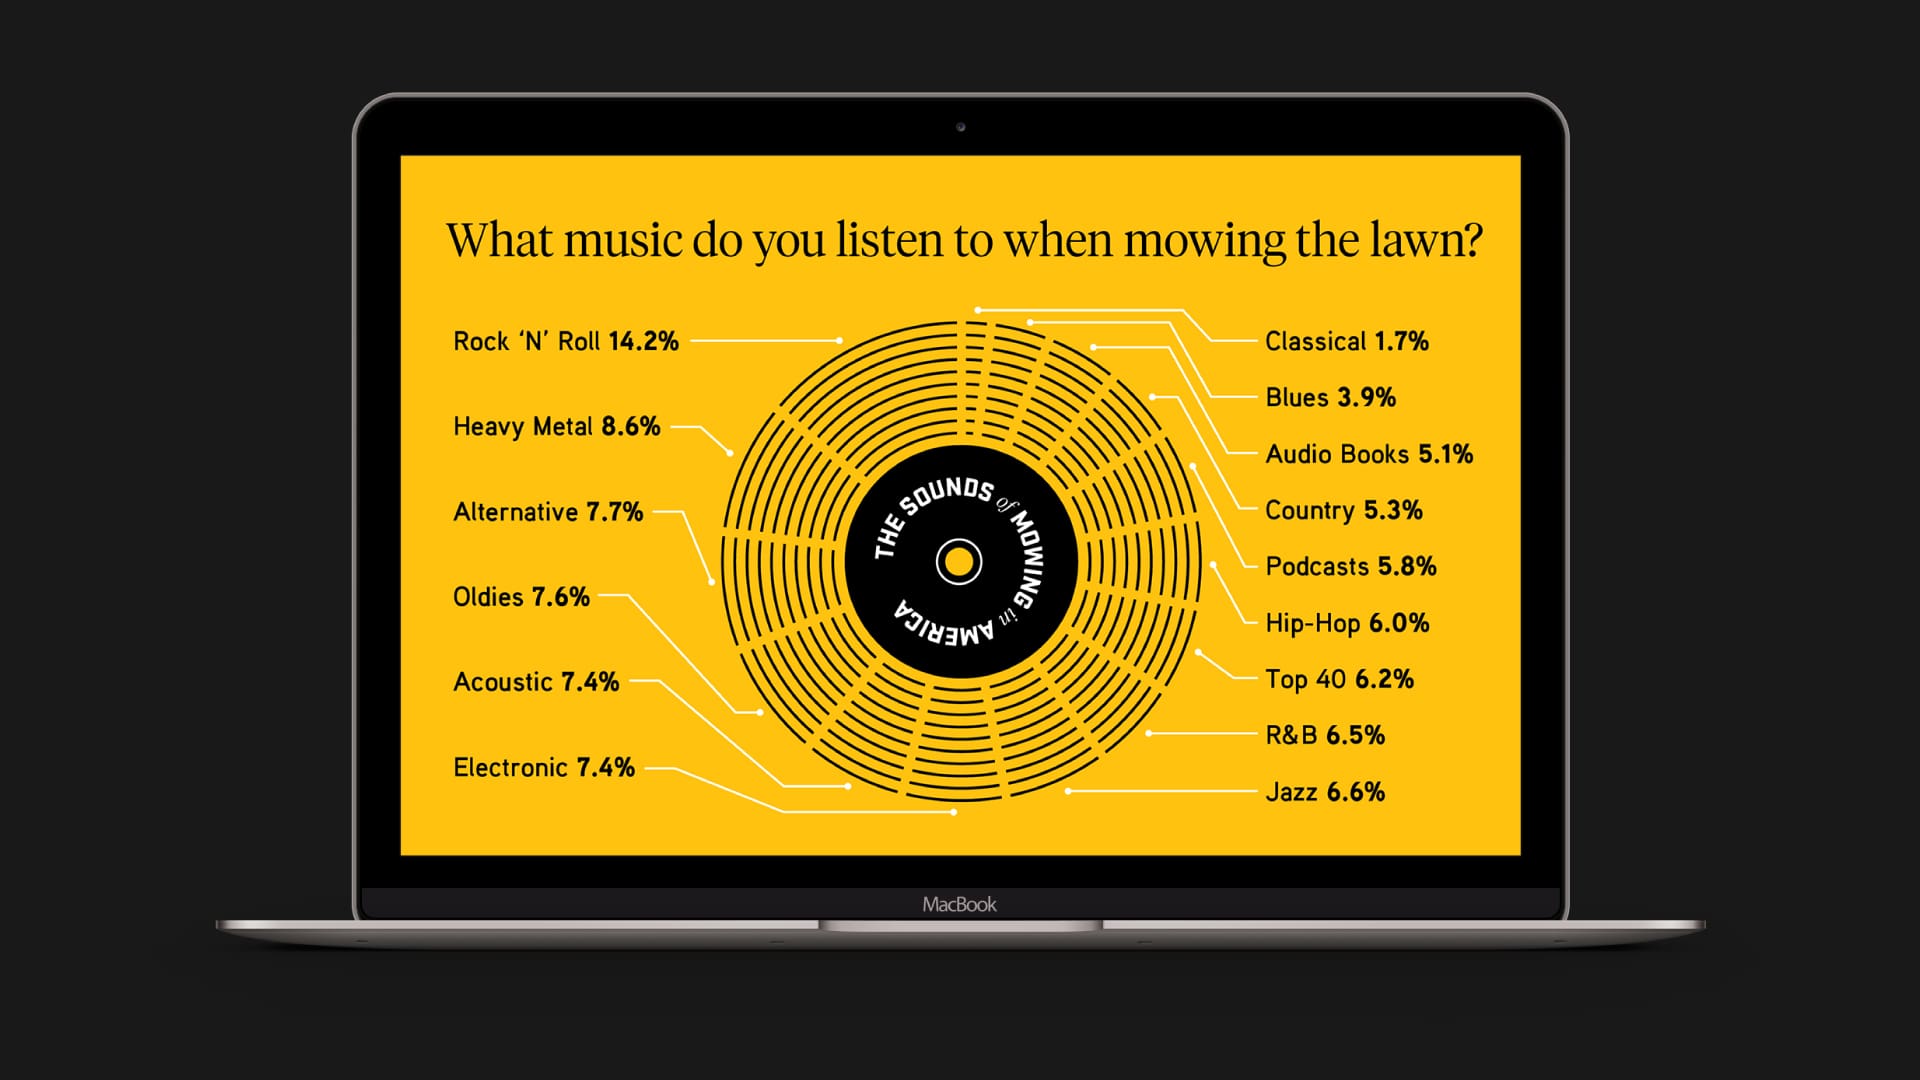 What music do you listen to when mowing the lawn?
Rock ‘N’ Roll 14.2%
Heavy Metal 8.6%
Alternative 7.7%
Oldies 7.6%
Acoustic 7.4%
Electronic 7.4%
THE SOUNDS of MOWING in AMERICA
Classical 1.7%
Blues 3.9%
Audio Books 5.1%
Country 5.3%
Podcasts 5.8%
Hip-Hop 6.0%
Top 40 6.2%
R&B 6.5%
Jazz 6.6%
MacBook